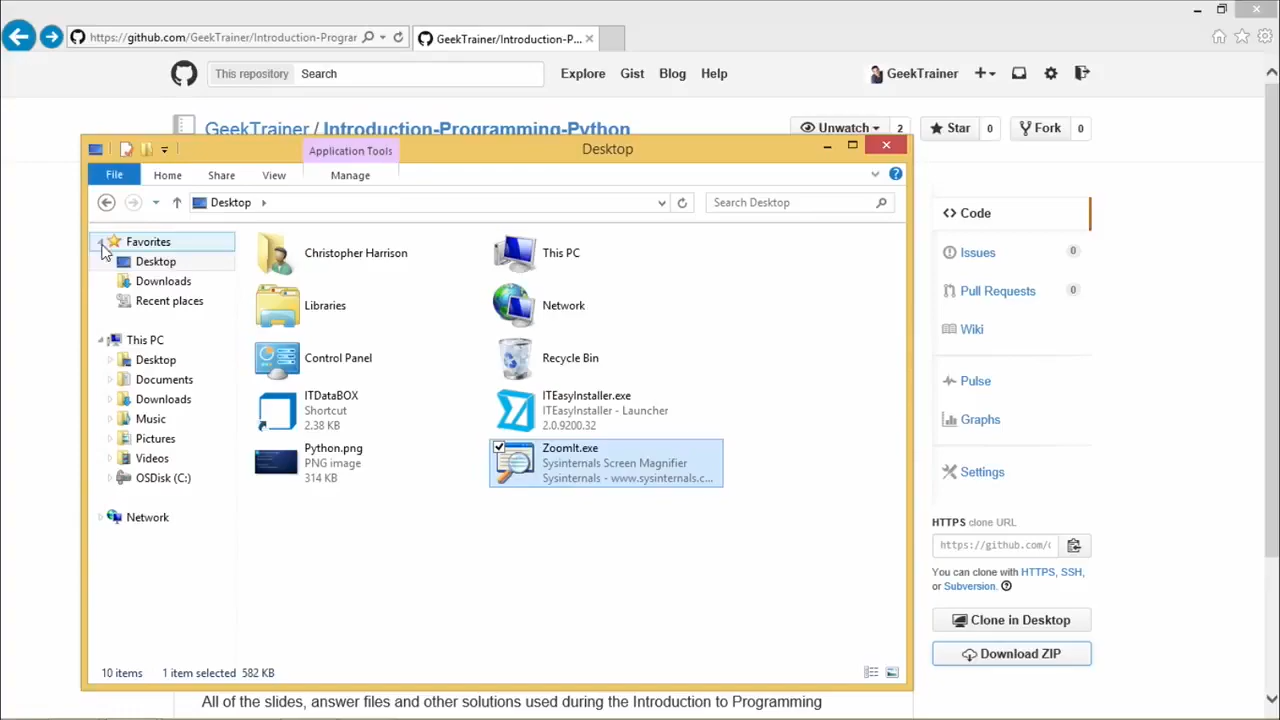 https://github.com/GeekTrainer/Introduction-Prograr
GeekTrainer/Introduction-P...
This repository Search
Explore Gist Blog Help
GeekTrainer
GeekTrainer / Introduction-Programming-Python
Unwatch 2
Star 0
Fork 0
Application Tools
Desktop
File Home Share View Manage
Desktop
Search Desktop
Favorites
Desktop
Downloads
Recent places
This PC
Desktop
Documents
Downloads
Music
Pictures
Videos
OSDisk (C:)
Network
Christopher Harrison
This PC
Libraries
Network
Control Panel
Recycle Bin
ITDataBOX
Shortcut
2.38 KB
ITEasyInstaller.exe
ITEasyInstaller - Launcher
2.0.9200.32
Python.png
PNG image
314 KB
ZoomIt.exe
Sysinternals Screen Magnifier
Sysinternals - www.sysinternals.c...
10 items 1 item selected 582 KB
Code
Issues 0
Pull Requests 0
Wiki
Pulse
Graphs
Settings
HTTPS clone URL
https://github.com/(
You can clone with HTTPS, SSH,
or Subversion.
Clone in Desktop
Download ZIP
All of the slides, answer files and other solutions used during the Introduction to Programming